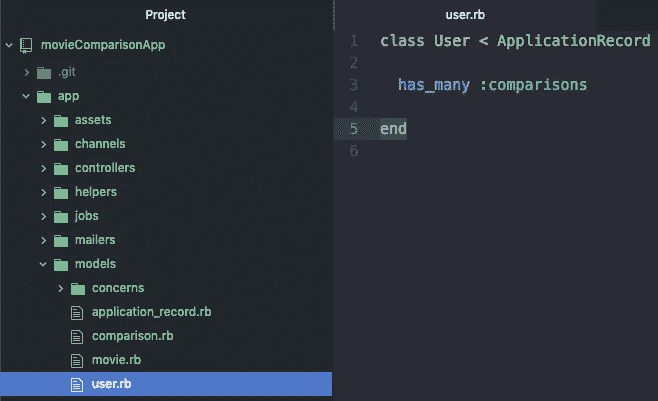 Project
movieComparisonApp
.git
app
assets
channels
controllers
helpers
jobs
mailers
models
concerns
application_record.rb
comparison.rb
movie.rb
user.rb
user.rb
1 class User < ApplicationRecord
2
3 has_many :comparisons
4
5 end
6